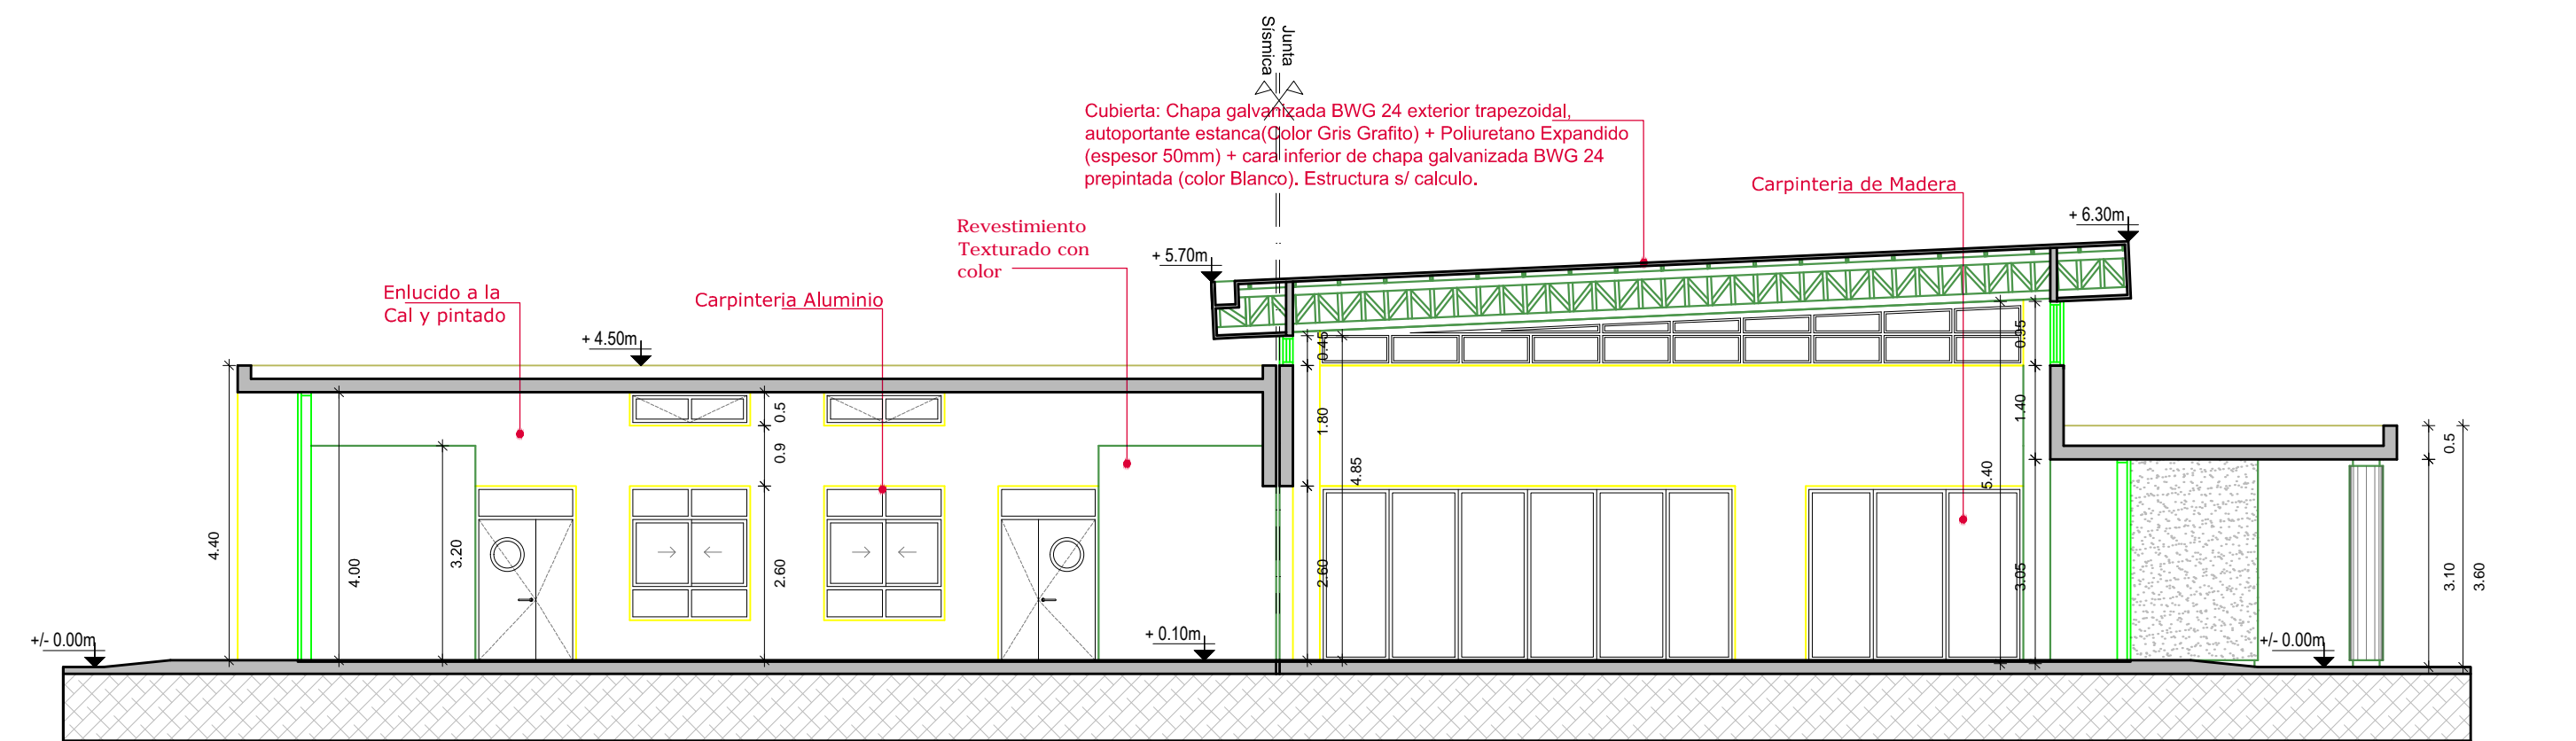 Junta
Sísmica
Cubierta: Chapa galvanizada BWG 24 exterior trapezoidal,
autoportante estanca(Color Gris Grafito) + Poliuretano Expandido
(espesor 50mm) + cara inferior de chapa galvanizada BWG 24
prepintada (color Blanco). Estructura s/ calculo.
Carpinteria de Madera
+ 6.30m
Revestimiento
Texturado con
color
+ 5.70m
Enlucido a la
Cal y pintado
Carpinteria Aluminio
+ 4.50m
0.45
0.95
0.5
1.80
1.40
0.5
0.9
4.85
5.40
4.40
4.00
3.20
2.60
2.60
3.05
3.10
3.60
+/- 0.00m
+ 0.10m
+/- 0.00m